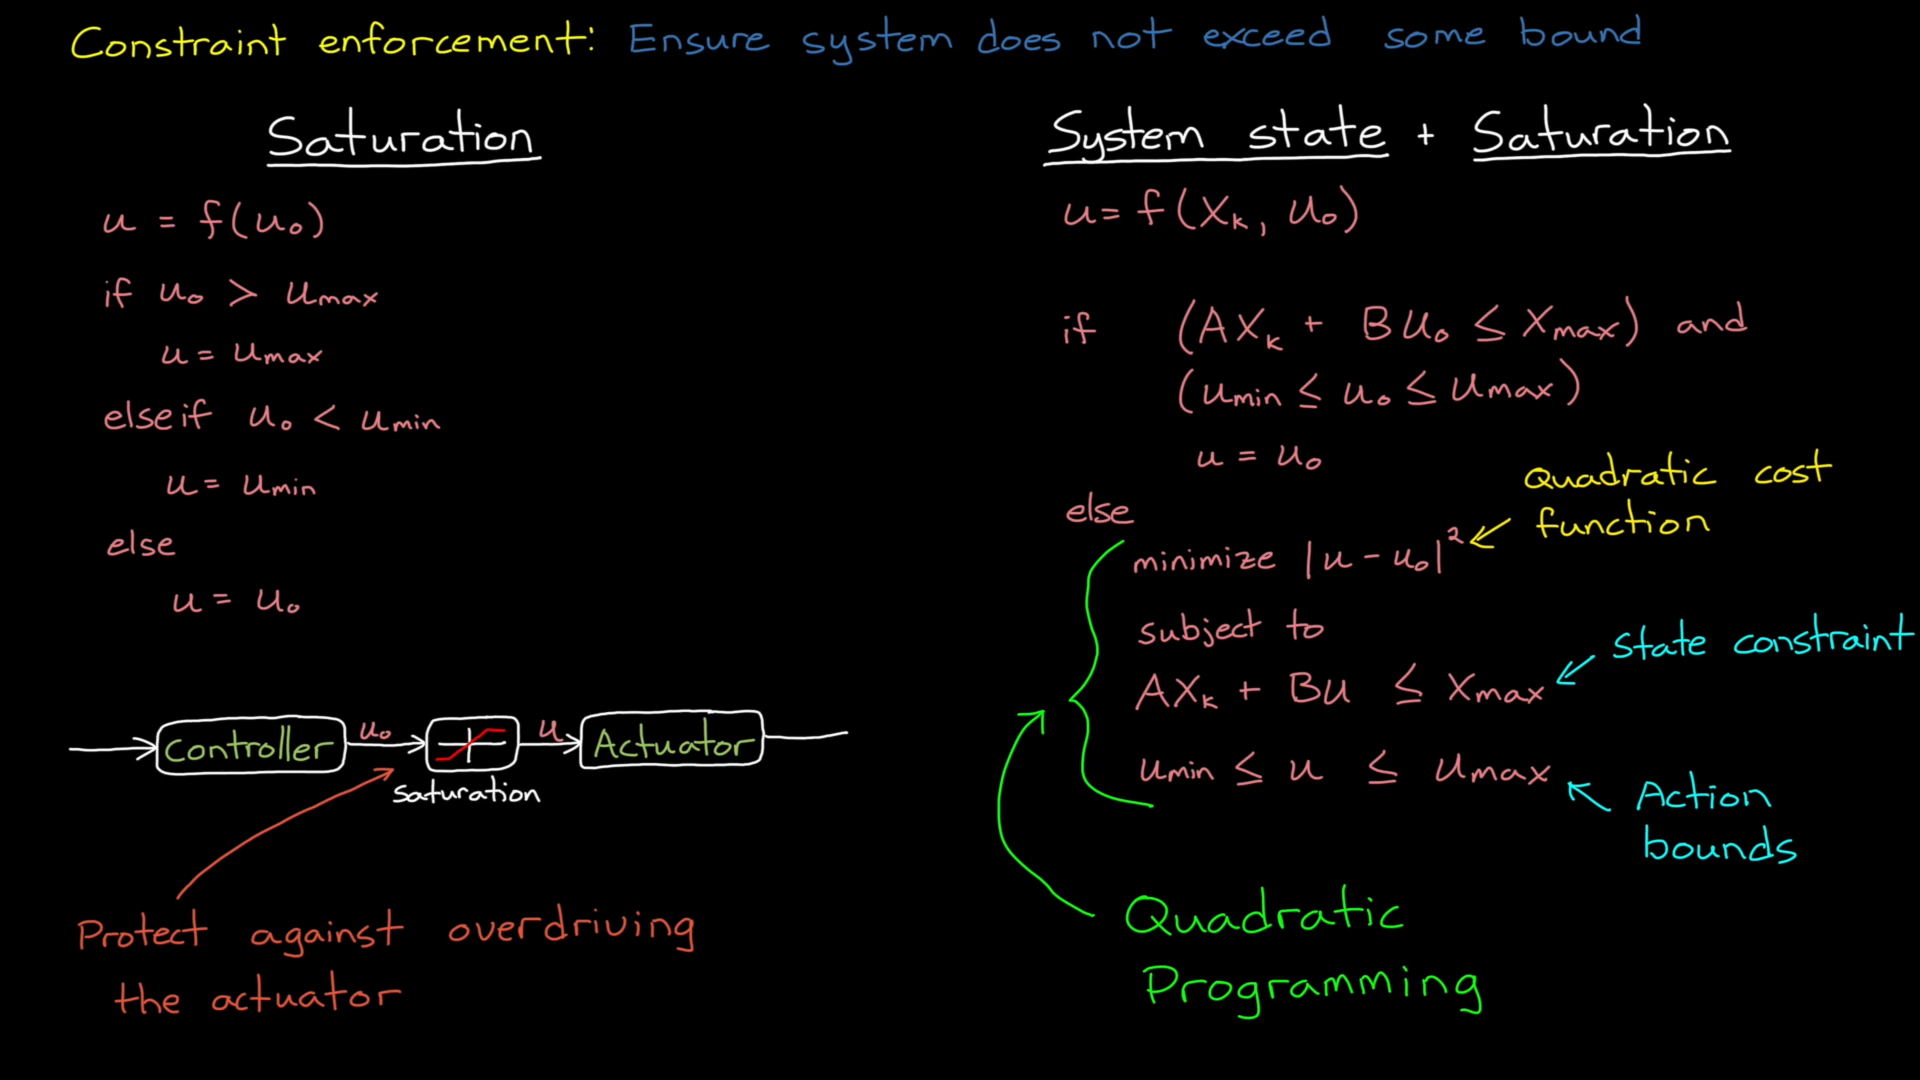 Constraint enforcement: Ensure system does not exceed some bound
Saturation
u = f(u₀)
if u₀ > uₘₐₓ
u = uₘₐₓ
elseif u₀ < uₘᵢₙ
u = uₘᵢₙ
else
u = u₀
Controller
u₀
u
Actuator
Saturation
Protect against overdriving
the actuator
System state + Saturation
u = f(Xₖ, u₀)
if (AXₖ + Bu₀ ≤ Xₘₐₓ) and
(uₘᵢₙ ≤ u₀ ≤ uₘₐₓ)
u = u₀
else
minimize |u - u₀|²
Quadratic cost
function
subject to
AXₖ + Bu ≤ Xₘₐₓ
State constraint
uₘᵢₙ ≤ u ≤ uₘₐₓ
Action
bounds
Quadratic
Programming